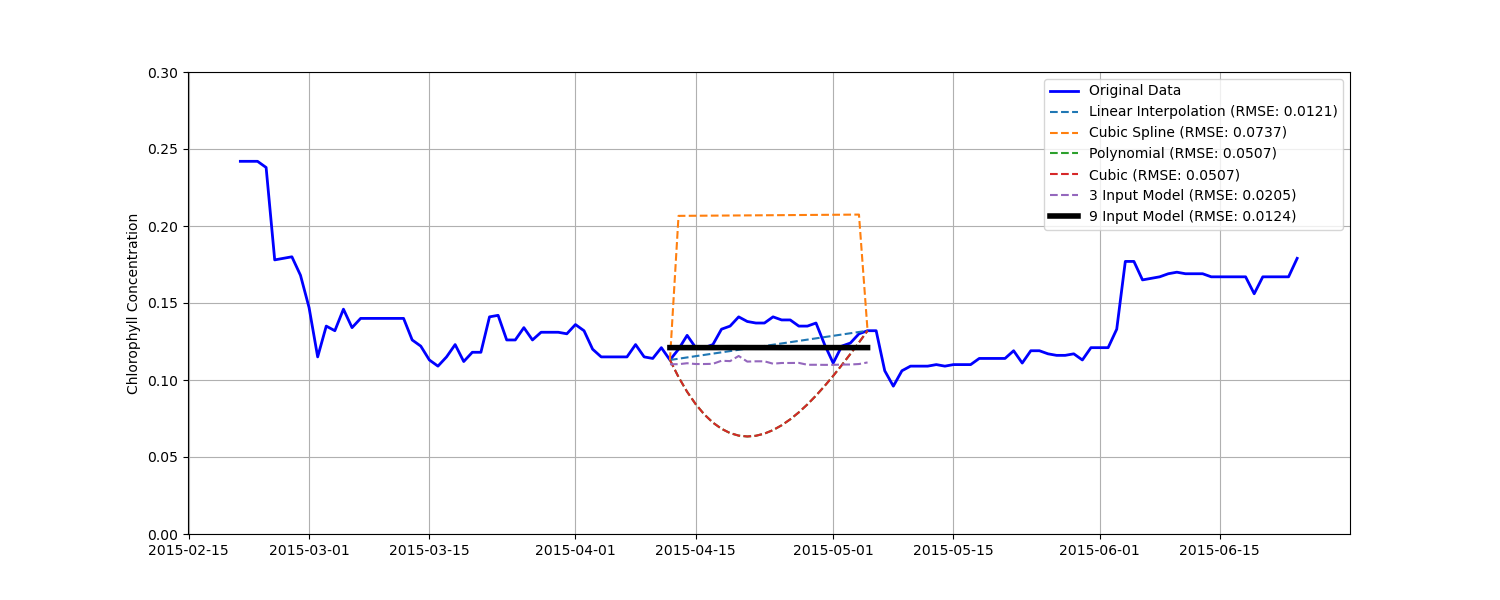 0.30
0.25
0.20
0.15
0.10
0.05
0.00
Chlorophyll Concentration
2015-02-15 2015-03-01 2015-03-15 2015-04-01 2015-04-15 2015-05-01 2015-05-15 2015-06-01 2015-06-15
Original Data
Linear Interpolation (RMSE: 0.0121)
Cubic Spline (RMSE: 0.0737)
Polynomial (RMSE: 0.0507)
Cubic (RMSE: 0.0507)
3 Input Model (RMSE: 0.0205)
9 Input Model (RMSE: 0.0124)